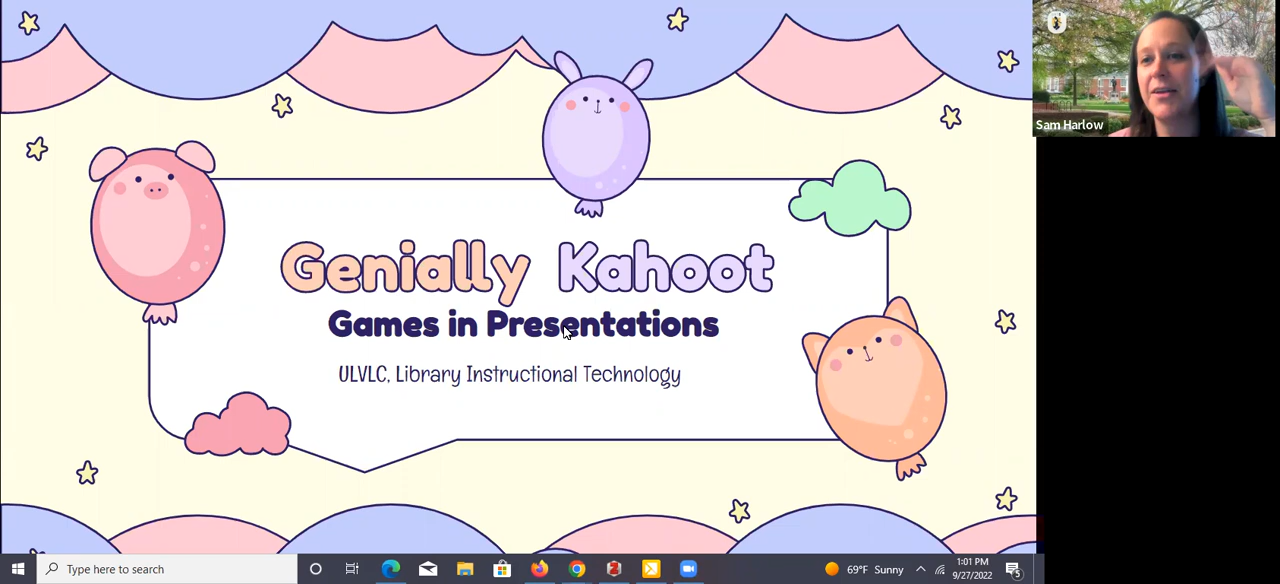 Sam Harlow
Genially Kahoot
Games in Presentations
ULVLC, Library Instructional Technology
Type here to search
69°F Sunny
1:01 PM
9/27/2022
5